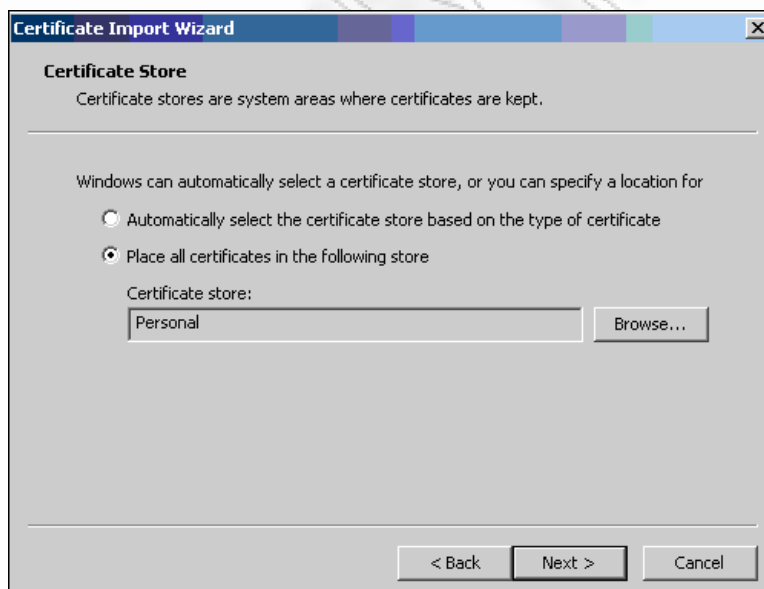 Certificate Import Wizard
Certificate Store
Certificate stores are system areas where certificates are kept.
Windows can automatically select a certificate store, or you can specify a location for
Automatically select the certificate store based on the type of certificate
Place all certificates in the following store
Certificate store:
Personal
Browse...
< Back
Next >
Cancel